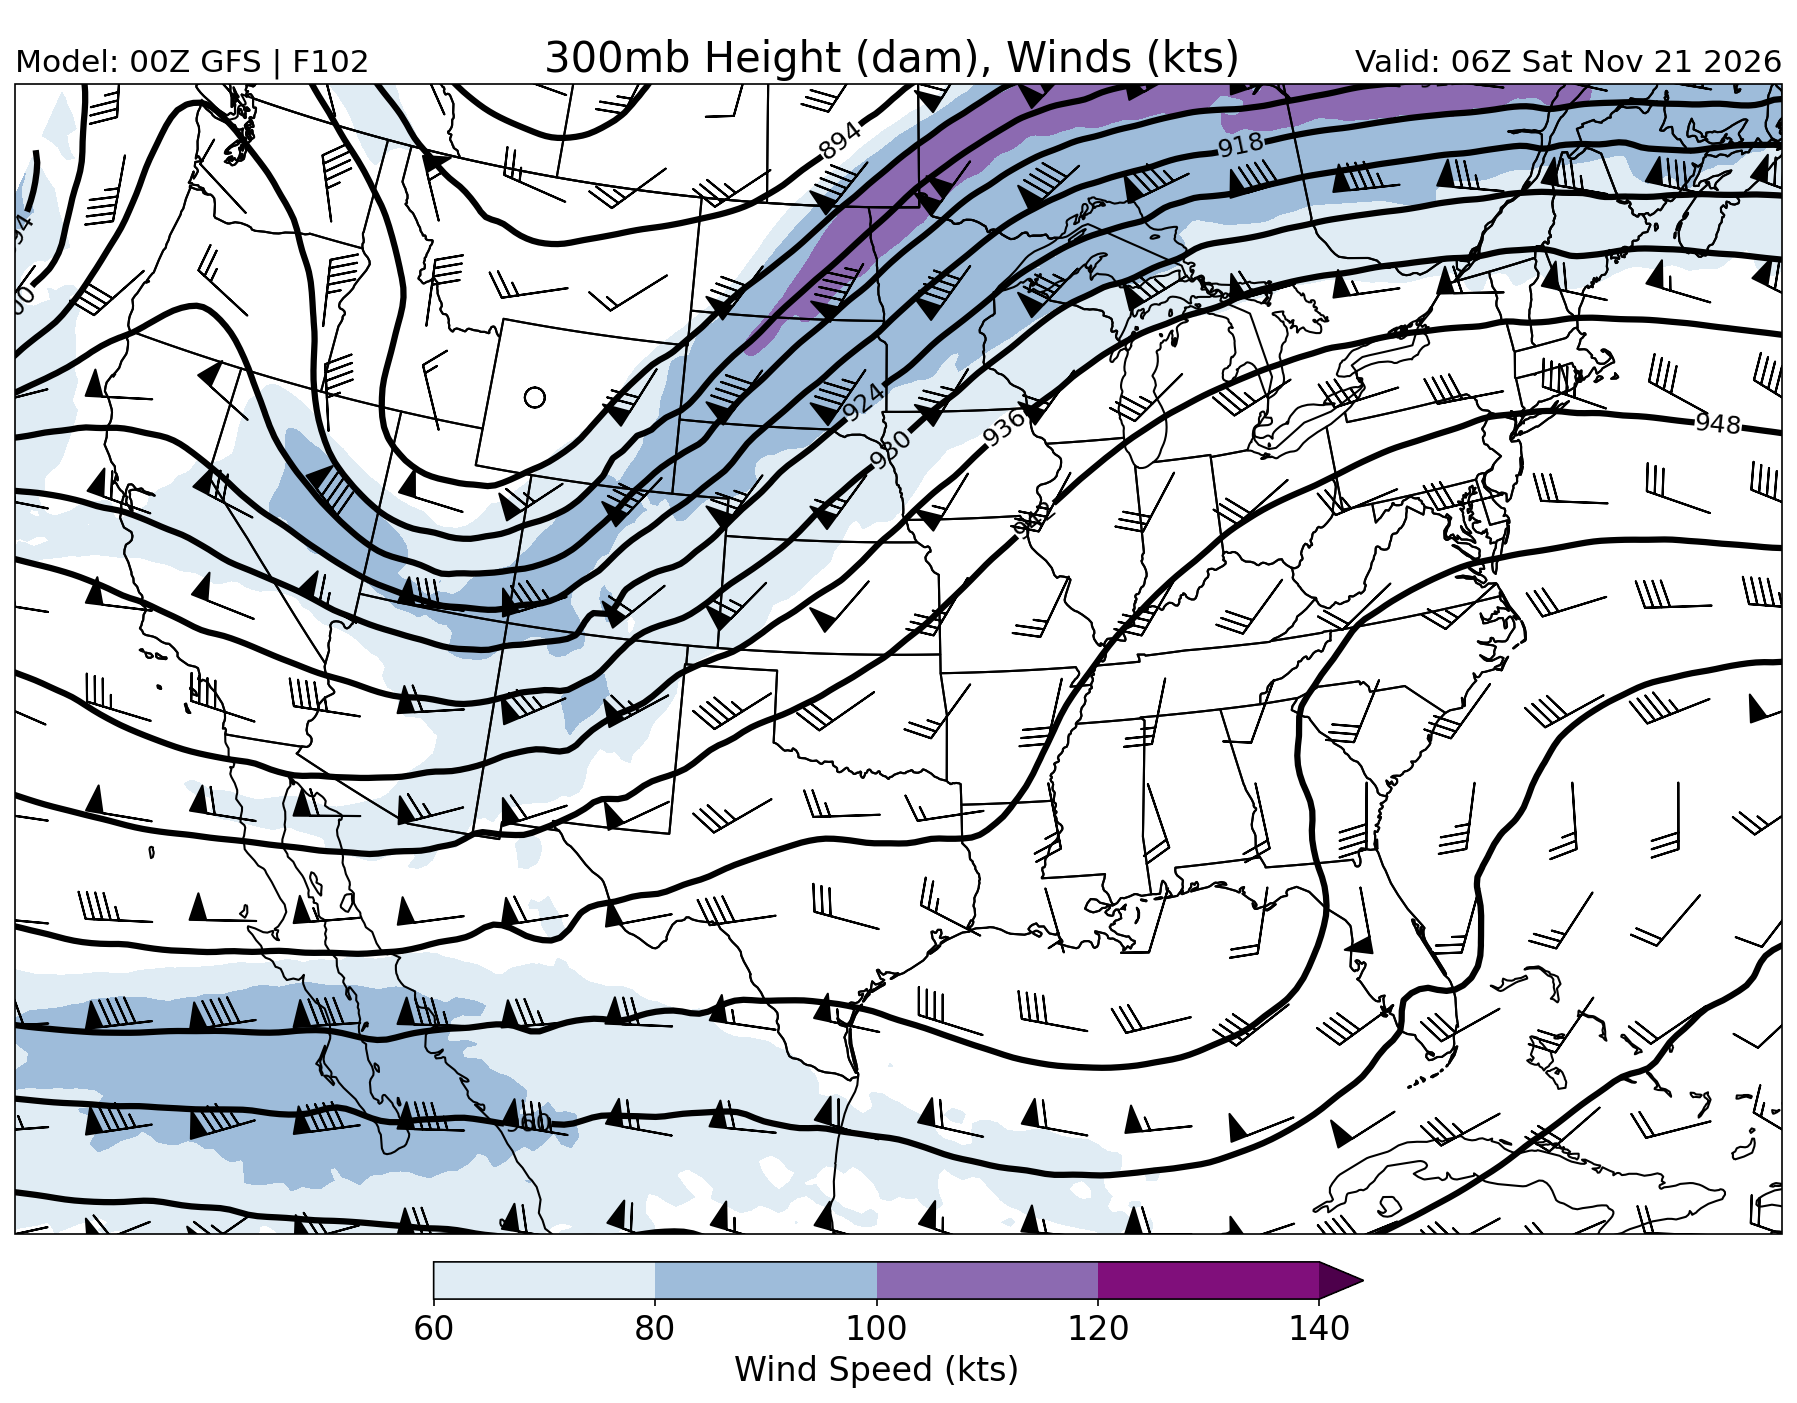 Model: 00Z GFS | F102
300mb Height (dam), Winds (kts)
Valid: 06Z Sat Nov 21 2026
894
918
924
930
936
942
948
960
60 80 100 120 140
Wind Speed (kts)